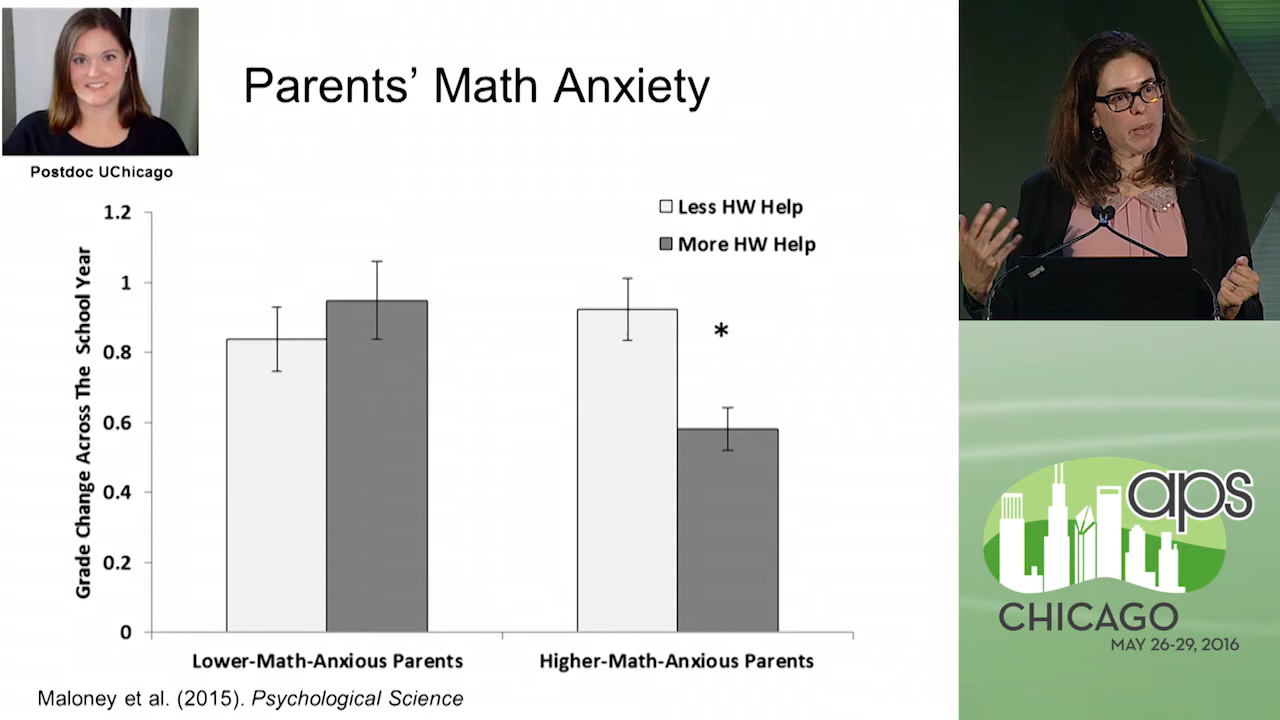 Parents’ Math Anxiety
Postdoc UChicago
Less HW Help
More HW Help
Grade Change Across The School Year
1.2
1
0.8
0.6
0.4
0.2
0
*
Lower-Math-Anxious Parents
Higher-Math-Anxious Parents
Maloney et al. (2015). Psychological Science
aps
CHICAGO
MAY 26-29, 2016